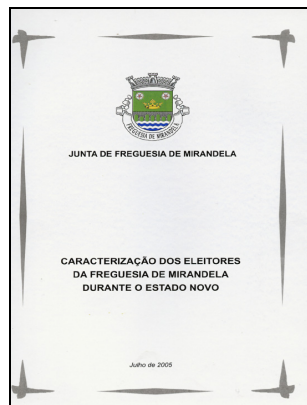 FREGUESIA DE MIRANDELA
JUNTA DE FREGUESIA DE MIRANDELA
CARACTERIZAÇÃO DOS ELEITORES
DA FREGUESIA DE MIRANDELA
DURANTE O ESTADO NOVO
Julho de 2005